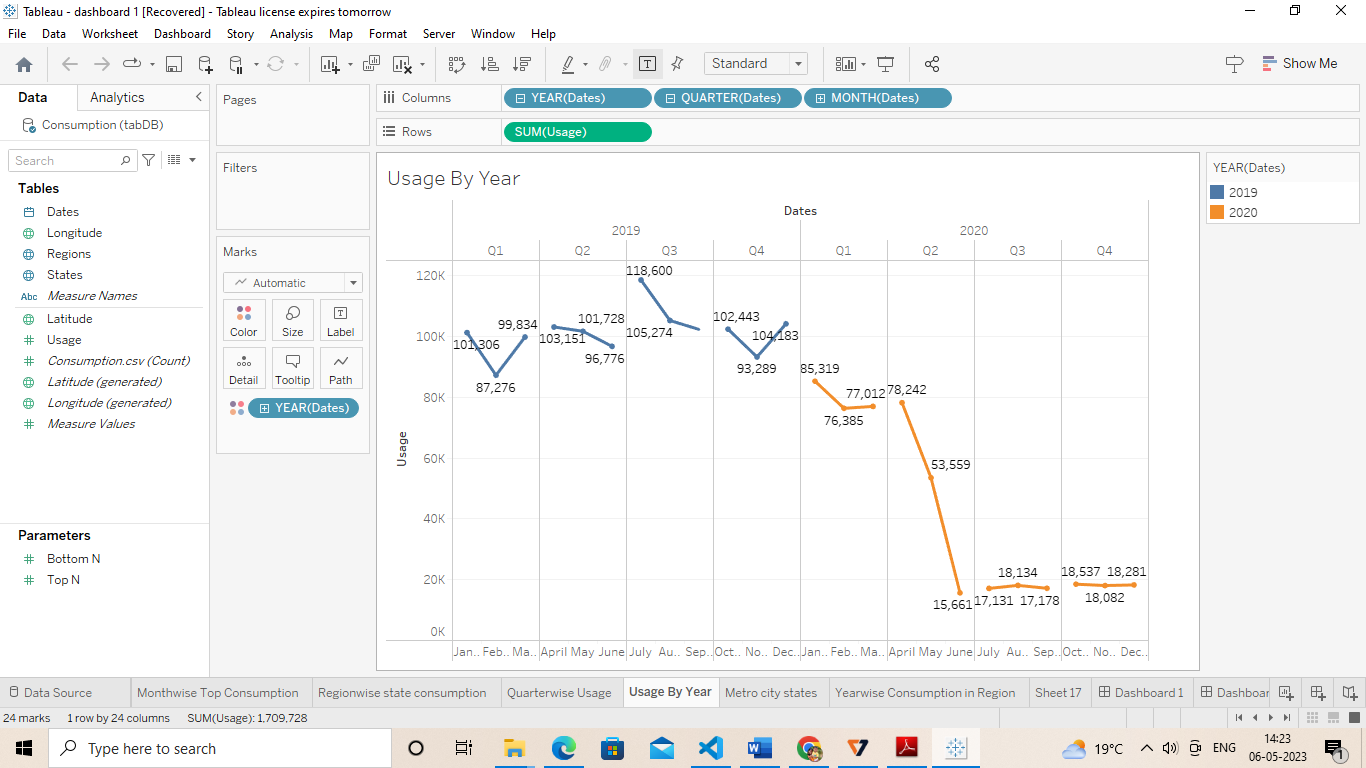 Tableau - dashboard 1 [Recovered] - Tableau license expires tomorrow
File Data Worksheet Dashboard Story Analysis Map Format Server Window Help
Standard
Show Me
Data Analytics
Consumption (tabDB)
Search
Tables
Dates
Longitude
Regions
States
Abc Measure Names
Latitude
Usage
Consumption.csv (Count)
Latitude (generated)
Longitude (generated)
Measure Values
Parameters
Bottom N
Top N
Pages
Filters
Marks
Automatic
Color Size Label
Detail Tooltip Path
YEAR(Dates)
Columns YEAR(Dates) QUARTER(Dates) MONTH(Dates)
Rows SUM(Usage)
Usage By Year
Dates
2019 2020
Q1 Q2 Q3 Q4 Q1 Q2 Q3 Q4
Usage
120K
100K
80K
60K
40K
20K
0K
101,306
87,276
99,834
103,151
101,728
96,776
118,600
105,274
102,443
93,289
104,183
85,319
76,385
77,012
78,242
53,559
15,661
17,131
18,134
17,178
18,537
18,082
18,281
Jan.. Feb.. Ma.. April May June July Au.. Sep.. Oct.. No.. Dec.. Jan.. Feb.. Ma.. April May June July Au.. Sep.. Oct.. No.. Dec..
YEAR(Dates)
2019
2020
Data Source Monthwise Top Consumption Regionwise state consumption Quarterwise Usage Usage By Year Metro city states Yearwise Consumption in Region Sheet 17 Dashboard 1 Dashboar
24 marks 1 row by 24 columns SUM(Usage): 1,709,728
Type here to search
19°C
ENG
14:23
06-05-2023
1